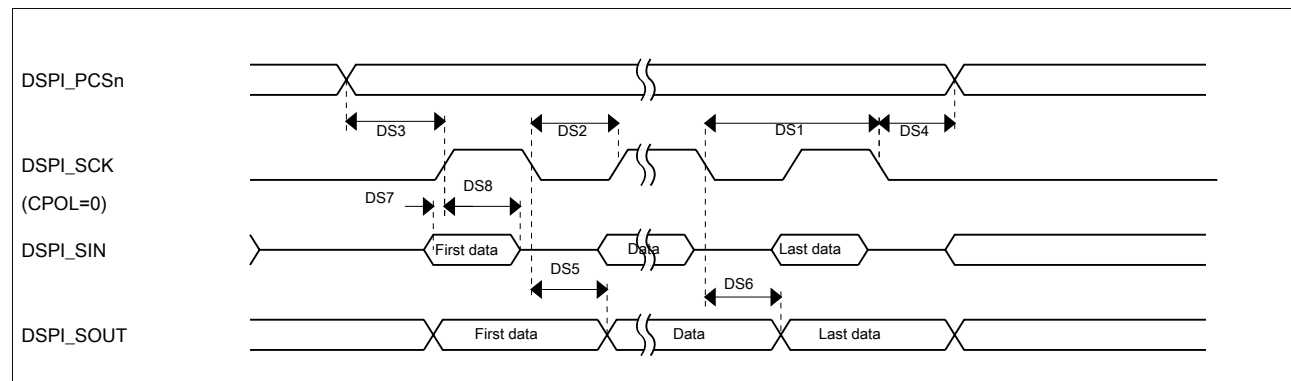 DSPI_PCSn
DS3
DS2
DS1
DS4
DSPI_SCK
DS7
DS8
(CPOL=0)
DSPI_SIN
First data
Data
Last data
DS5
DS6
DSPI_SOUT
First data
Data
Last data